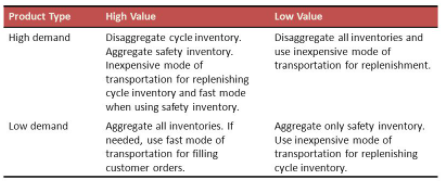 Product Type High Value Low Value
High demand Disaggregate cycle inventory. Disaggregate all inventories and
Aggregate safety inventory. use inexpensive mode of
Inexpensive mode of transportation for replenishment.
transportation for replenishing
cycle inventory and fast mode
when using safety inventory.
Low demand Aggregate all inventories. If Aggregate only safety inventory.
needed, use fast mode of Use inexpensive mode of
transportation for filling transportation for replenishing
customer orders. cycle inventory.